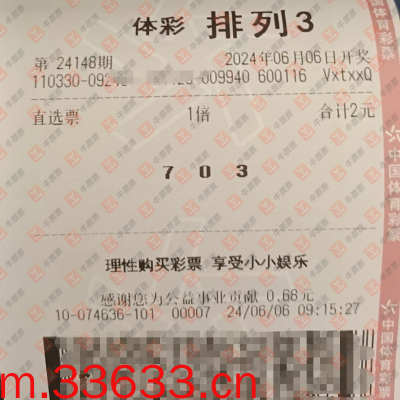 体彩 排列3
第 24148期 2024年06月06日开奖
110330-092 009940 600116 VxtxxQ
直选票 1倍 合计2元
7 0 3
理性购买彩票 享受小小娱乐
感谢您为公益事业贡献 0.68元
10-074636-101 00007 24/06/06 09:15:27
m.33633.cn